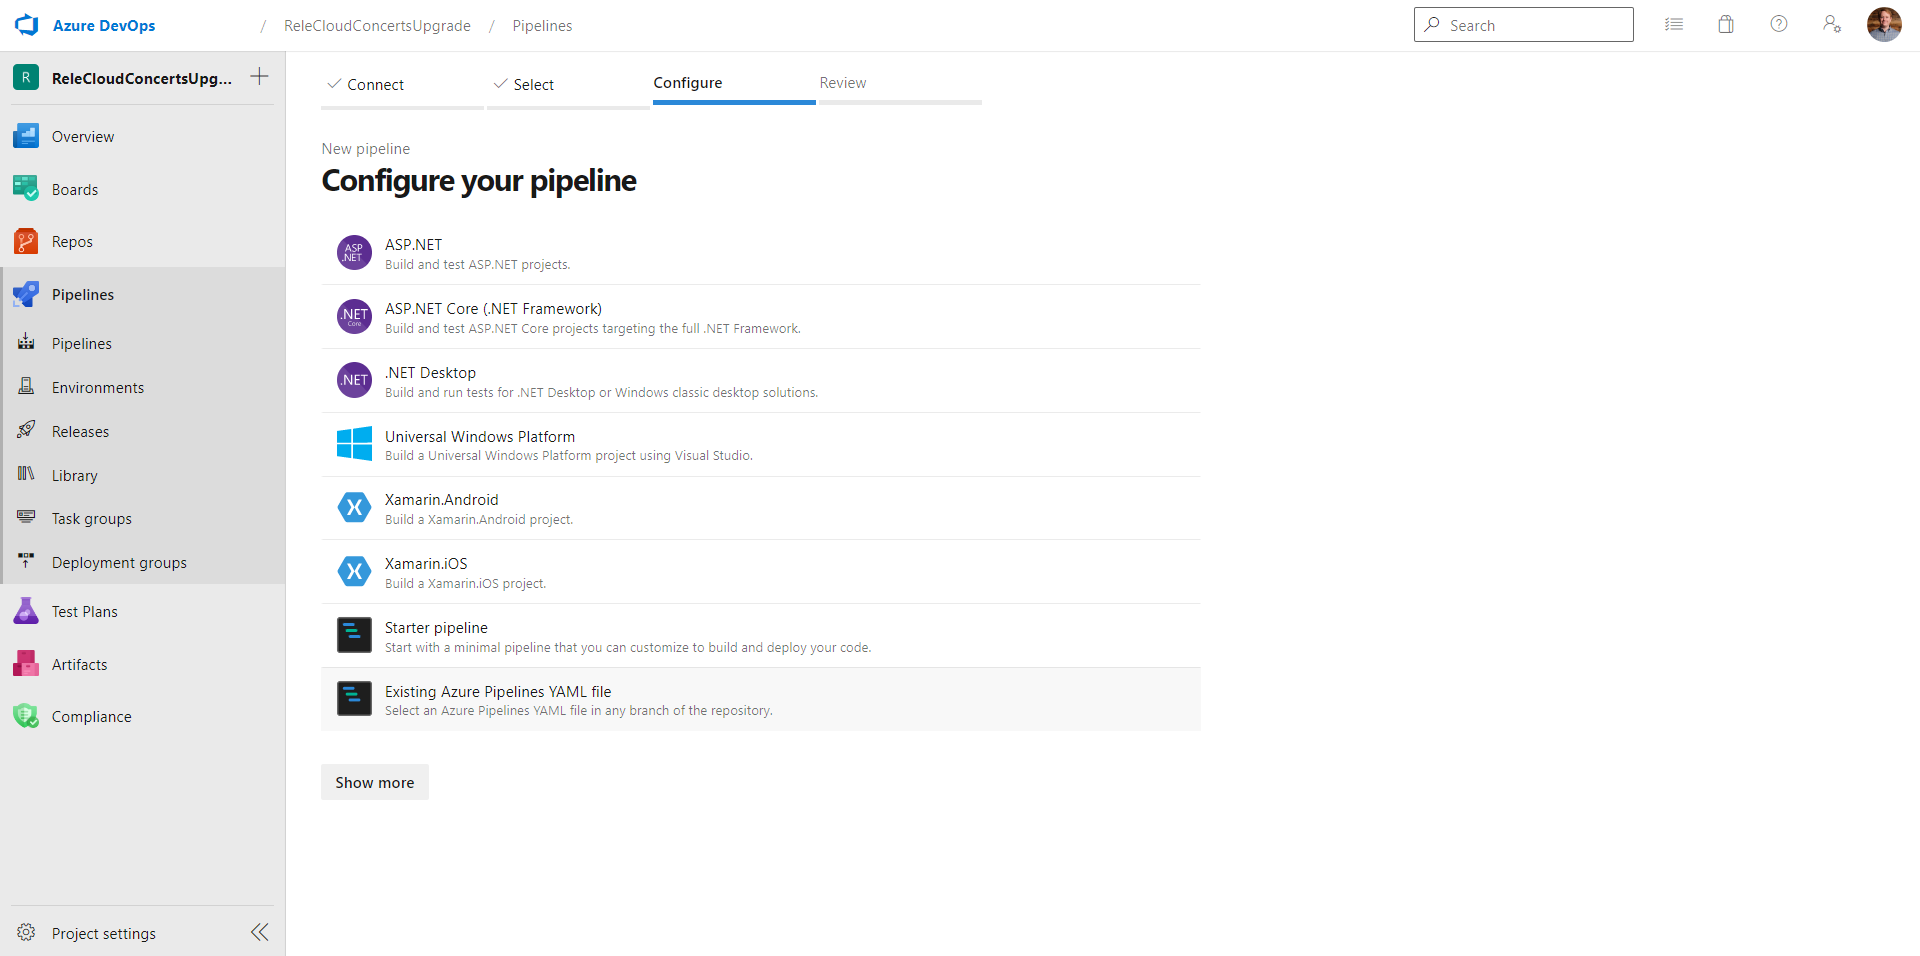 Azure DevOps / ReleCloudConcertsUpgrade / Pipelines
Search
R ReleCloudConcertsUpg...
Overview
Boards
Repos
Pipelines
Pipelines
Environments
Releases
Library
Task groups
Deployment groups
Test Plans
Artifacts
Compliance
Project settings
Connect
Select
Configure
Review
New pipeline
Configure your pipeline
ASP
.NET
ASP.NET
Build and test ASP.NET projects.
.NET
Core
ASP.NET Core (.NET Framework)
Build and test ASP.NET Core projects targeting the full .NET Framework.
.NET
.NET Desktop
Build and run tests for .NET Desktop or Windows classic desktop solutions.
Universal Windows Platform
Build a Universal Windows Platform project using Visual Studio.
Xamarin.Android
Build a Xamarin.Android project.
Xamarin.iOS
Build a Xamarin.iOS project.
Starter pipeline
Start with a minimal pipeline that you can customize to build and deploy your code.
Existing Azure Pipelines YAML file
Select an Azure Pipelines YAML file in any branch of the repository.
Show more